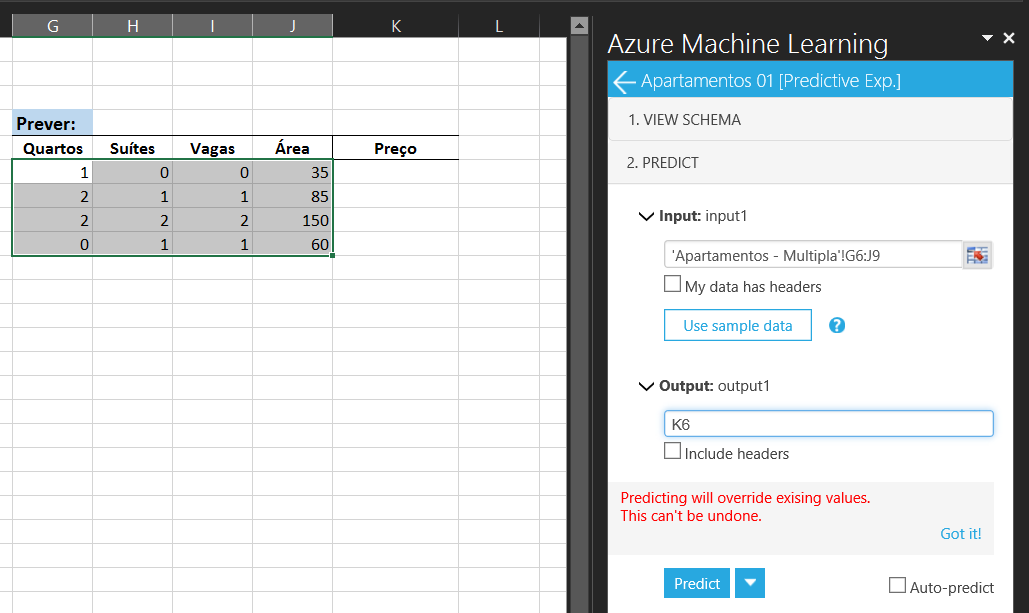 G H I J K L
Prever:
Quartos Suítes Vagas Área Preço
1 0 0 35
2 1 1 85
2 2 2 150
0 1 1 60
Azure Machine Learning
Apartamentos 01 [Predictive Exp.]
1. VIEW SCHEMA
2. PREDICT
Input: input1
'Apartamentos - Multipla'!G6:J9
My data has headers
Use sample data ?
Output: output1
K6
Include headers
Predicting will override exising values.
This can't be undone.
Got it!
Predict
Auto-predict